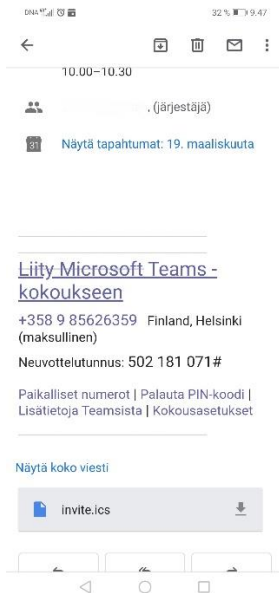 DNA 4G 32 % 9.47
10.00–10.30
. (järjestäjä)
31 Näytä tapahtumat: 19. maaliskuuta
Liity Microsoft Teams -
kokoukseen
+358 9 85626359 Finland, Helsinki
(maksullinen)
Neuvottelutunnus: 502 181 071#
Paikalliset numerot | Palauta PIN-koodi |
Lisätietoja Teamsista | Kokousasetukset
Näytä koko viesti
invite.ics